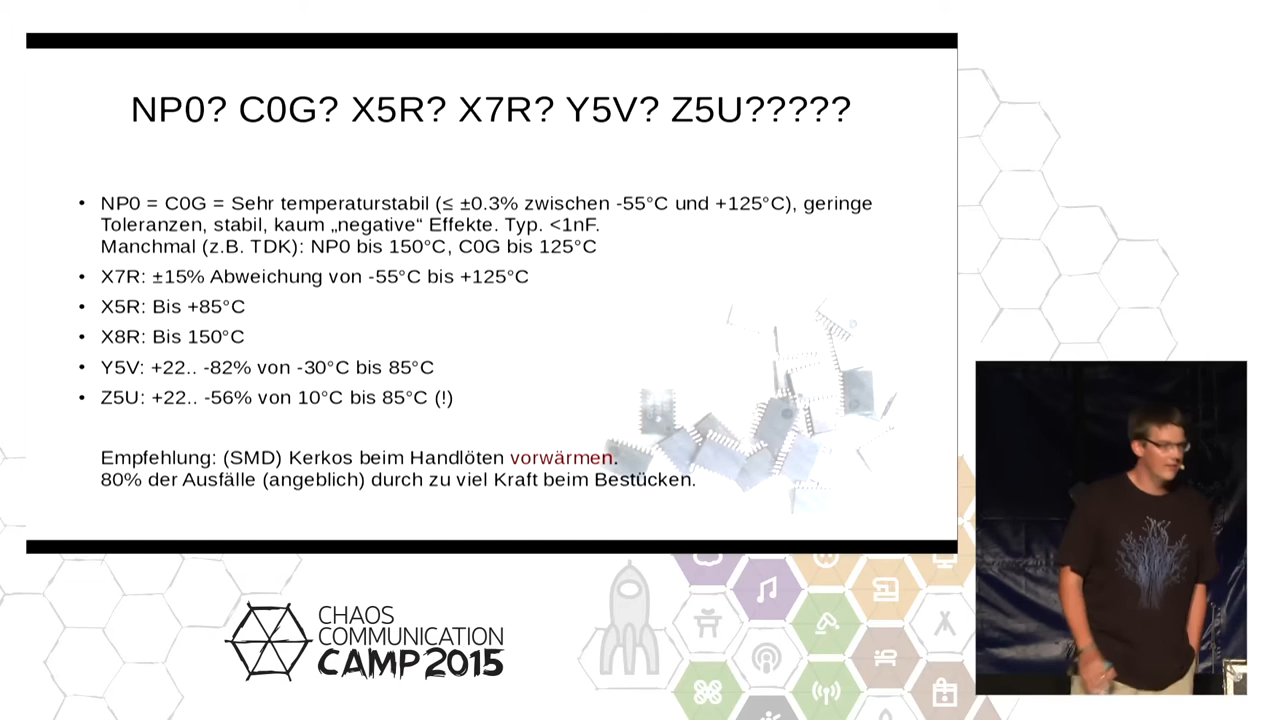 NP0? C0G? X5R? X7R? Y5V? Z5U?????
• NP0 = C0G = Sehr temperaturstabil (≤ ±0.3% zwischen -55°C und +125°C), geringe
Toleranzen, stabil, kaum „negative“ Effekte. Typ. <1nF.
Manchmal (z.B. TDK): NP0 bis 150°C, C0G bis 125°C
• X7R: ±15% Abweichung von -55°C bis +125°C
• X5R: Bis +85°C
• X8R: Bis 150°C
• Y5V: +22.. -82% von -30°C bis 85°C
• Z5U: +22.. -56% von 10°C bis 85°C (!)
Empfehlung: (SMD) Kerkos beim Handlöten vorwärmen.
80% der Ausfälle (angeblich) durch zu viel Kraft beim Bestücken.
CHAOS
COMMUNICATION
CAMP 2015